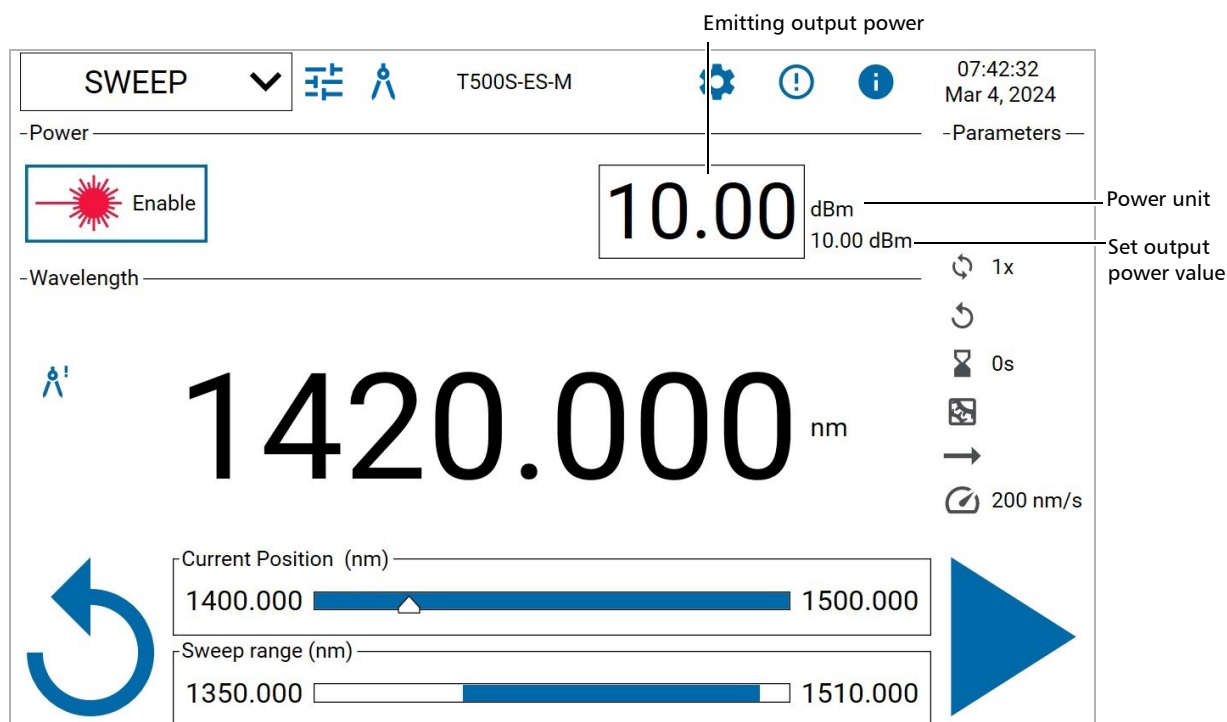 Emitting output power
SWEEP
T500S-ES-M
07:42:32
Mar 4, 2024
Power
Parameters
Enable
10.00
dBm
Power unit
10.00 dBm
Set output
power value
Wavelength
1x
0s
1420.000
nm
200 nm/s
Current Position (nm)
1400.000
1500.000
Sweep range (nm)
1350.000
1510.000